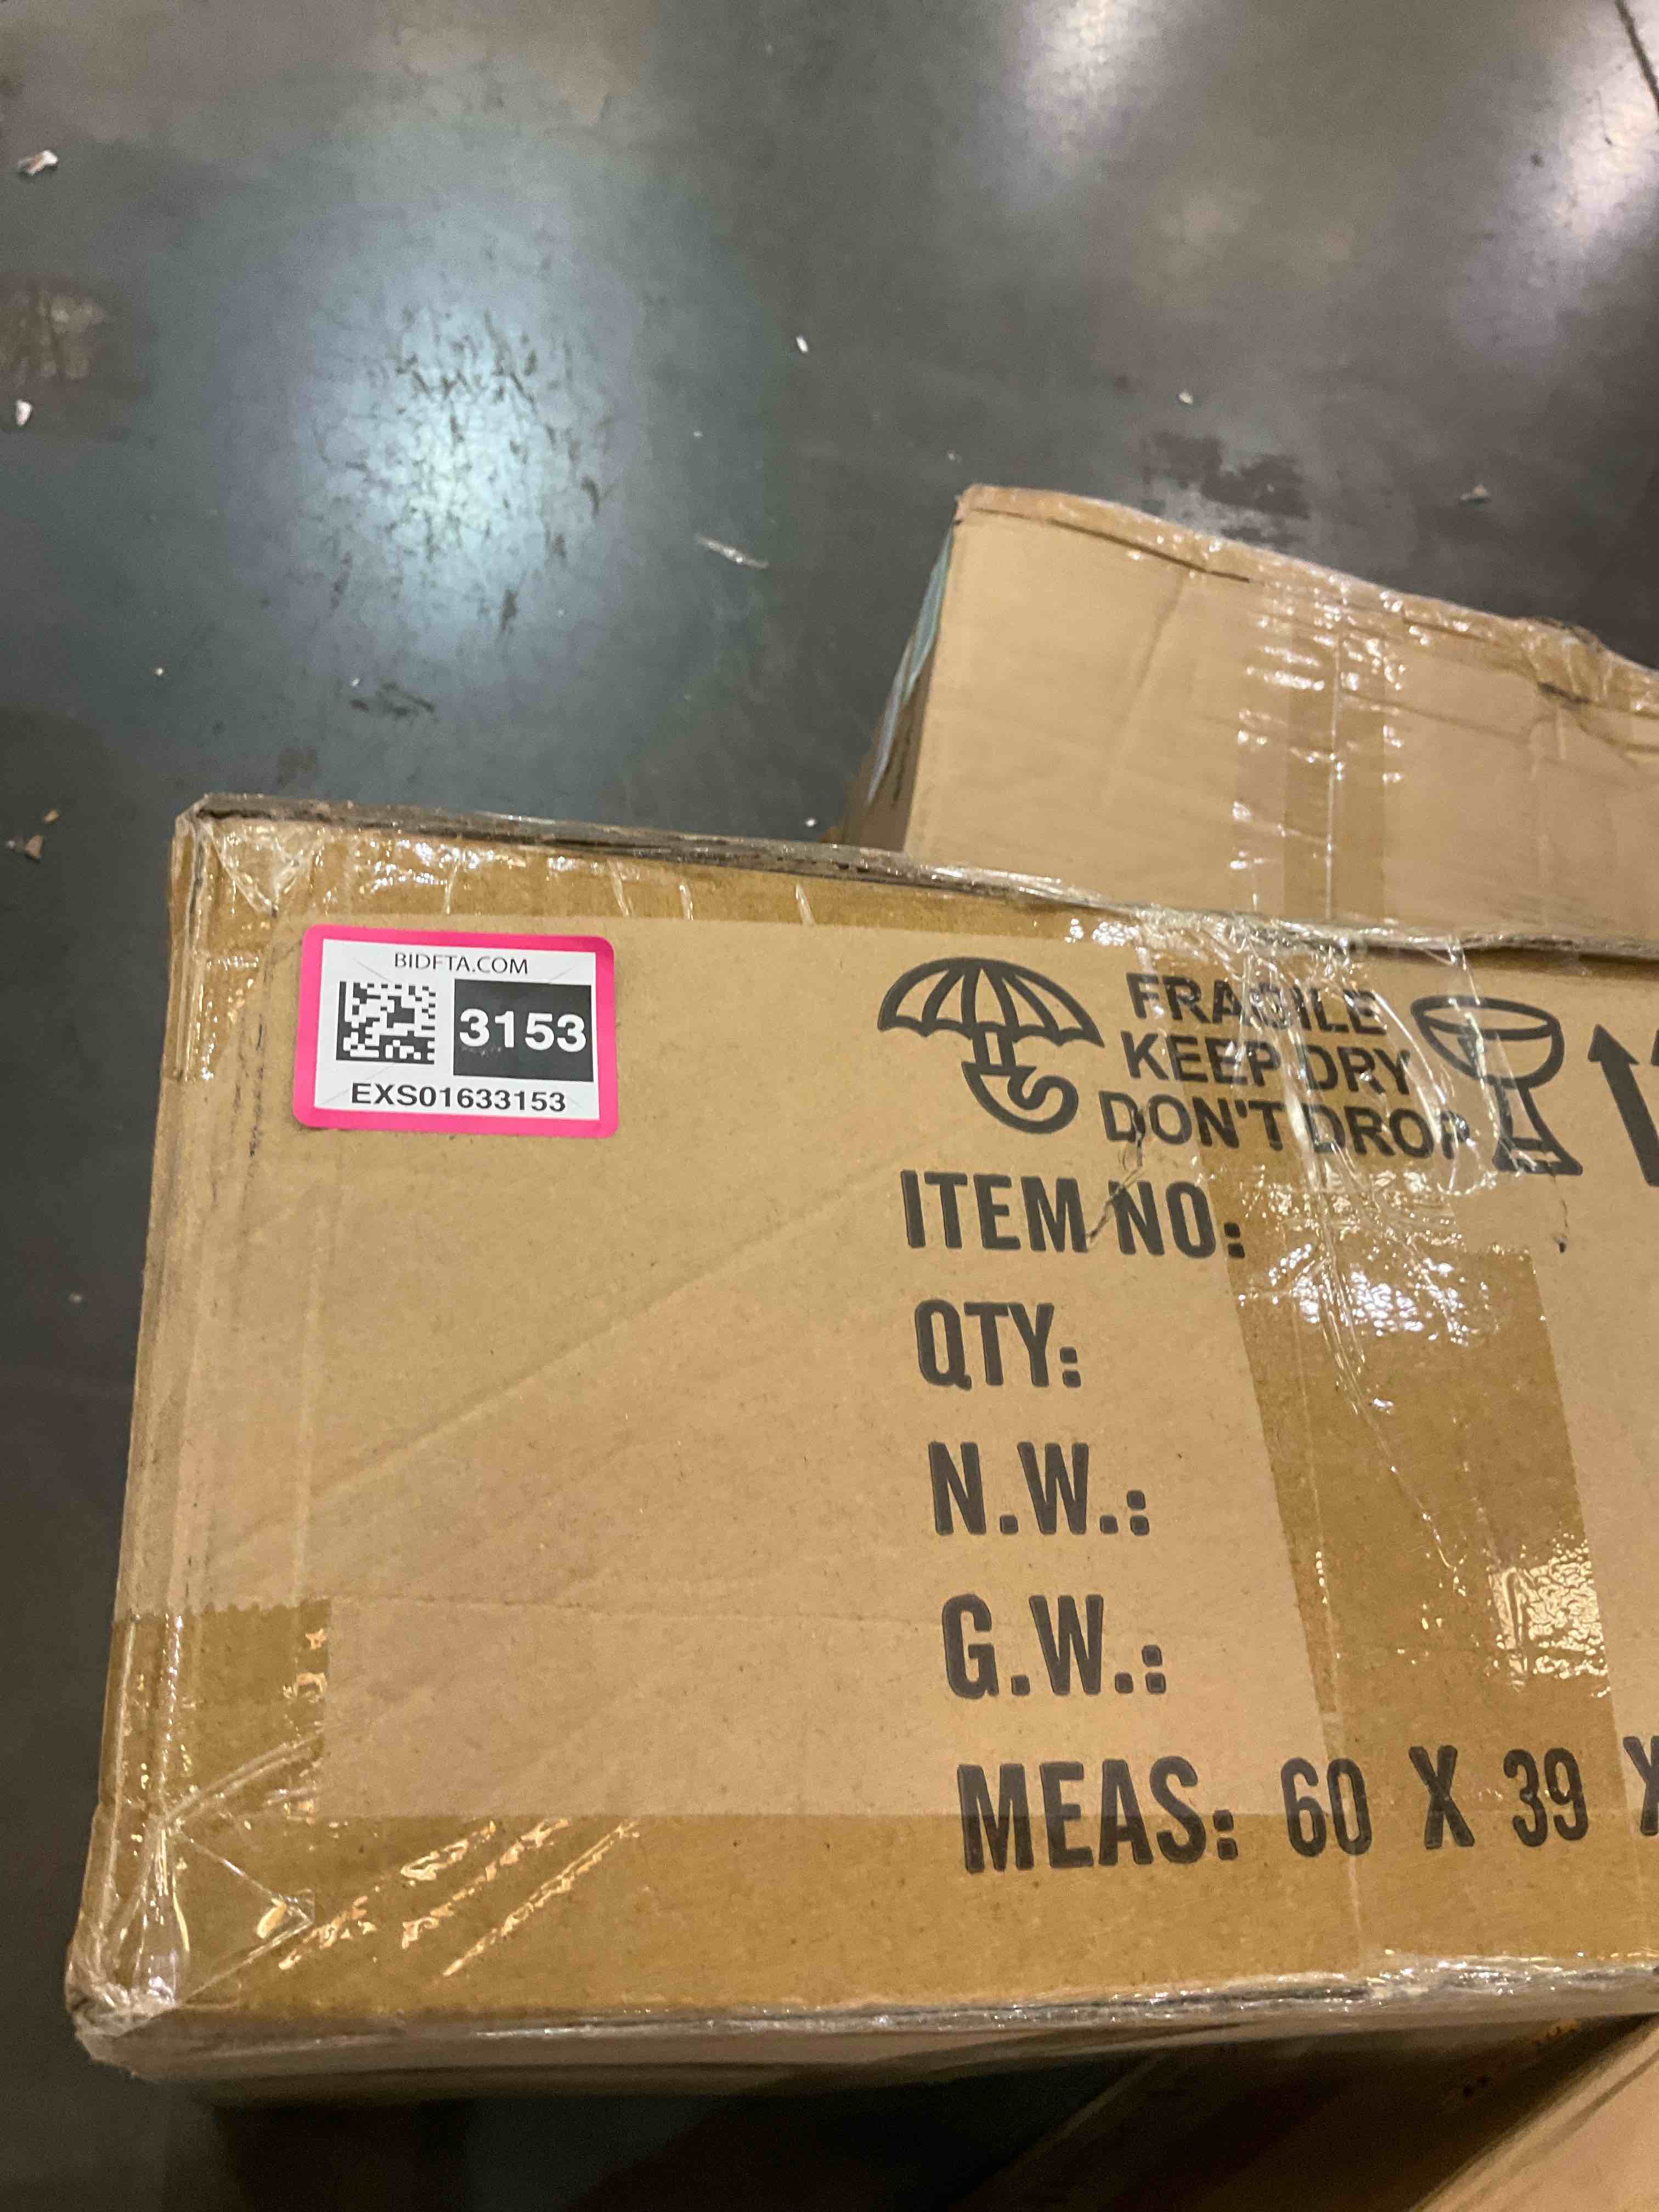 BIDFTA.COM
3153
EXS01633153
FRAGILE
KEEP DRY
DON'T DROP
ITEM NO:
QTY:
N.W.:
G.W.:
MEAS: 60 X 39 X